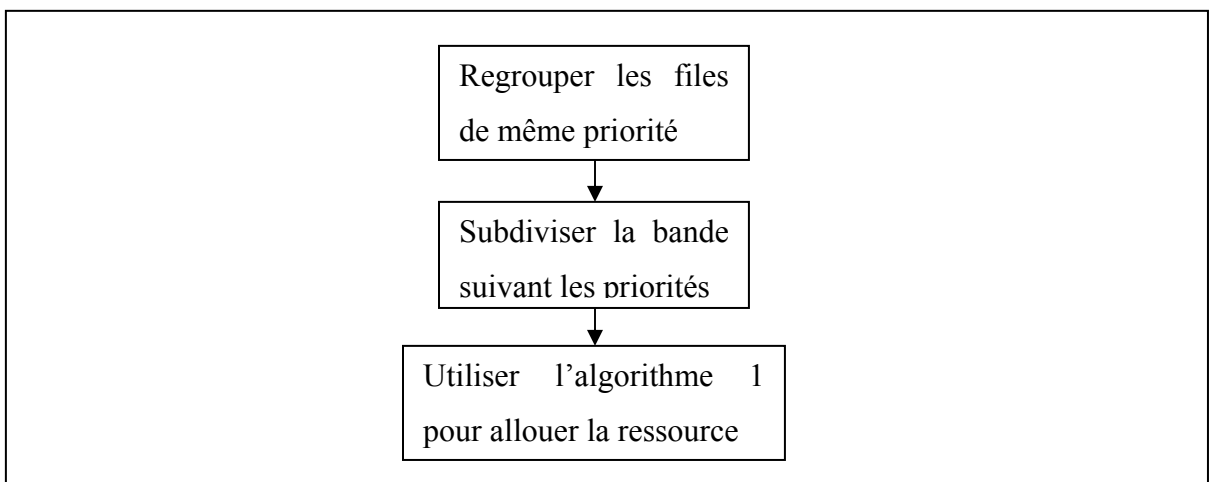 Regrouper les files
de même priorité
Subdiviser la bande
suivant les priorités
Utiliser l’algorithme 1
pour allouer la ressource